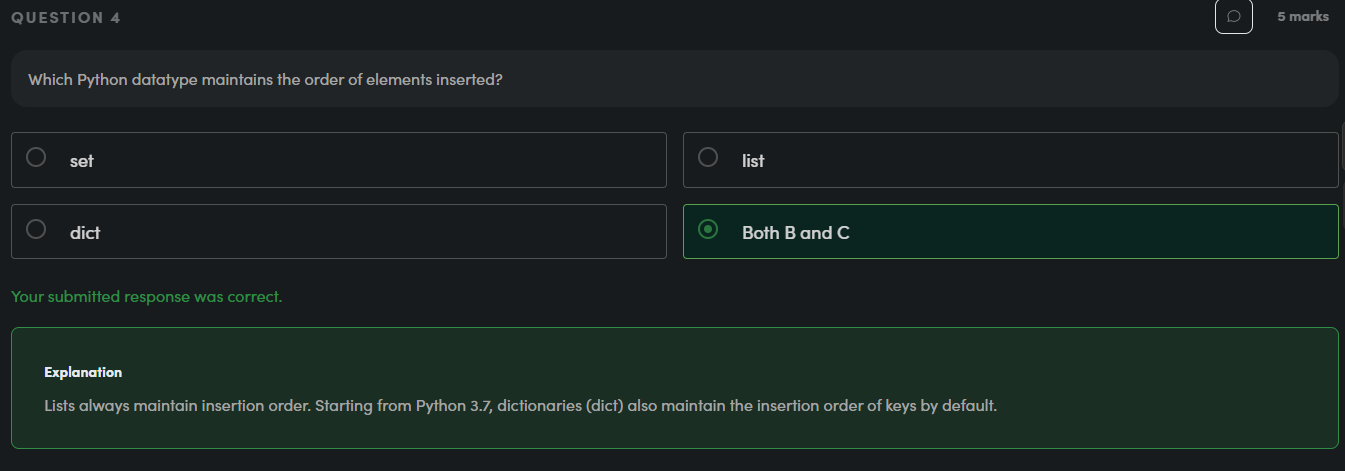 QUESTION 4
5 marks
Which Python datatype maintains the order of elements inserted?
set
list
dict
Both B and C
Your submitted response was correct.
Explanation
Lists always maintain insertion order. Starting from Python 3.7, dictionaries (dict) also maintain the insertion order of keys by default.